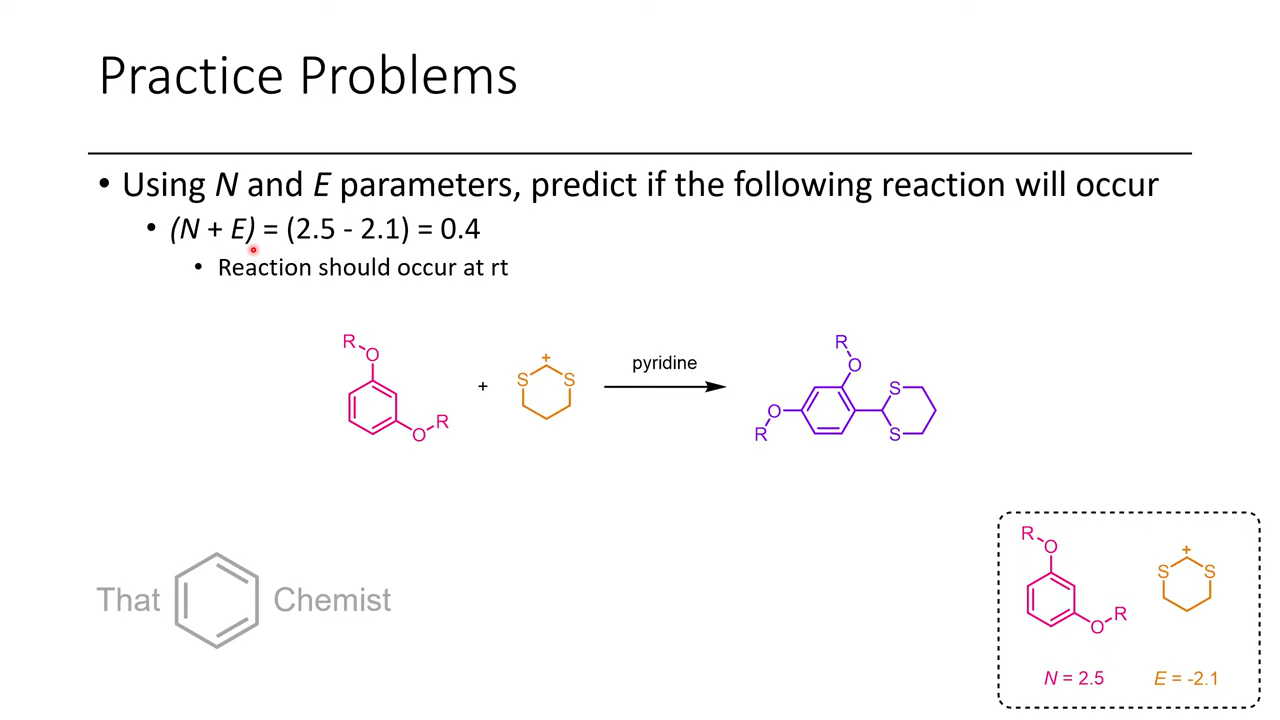 Practice Problems
• Using N and E parameters, predict if the following reaction will occur
• (N + E) = (2.5 - 2.1) = 0.4
• Reaction should occur at rt
R
O
O
R
+
+
S
S
pyridine
R
O
O
R
S
S
That Chemist
R
O
O
R
+
S
S
N = 2.5
E = -2.1